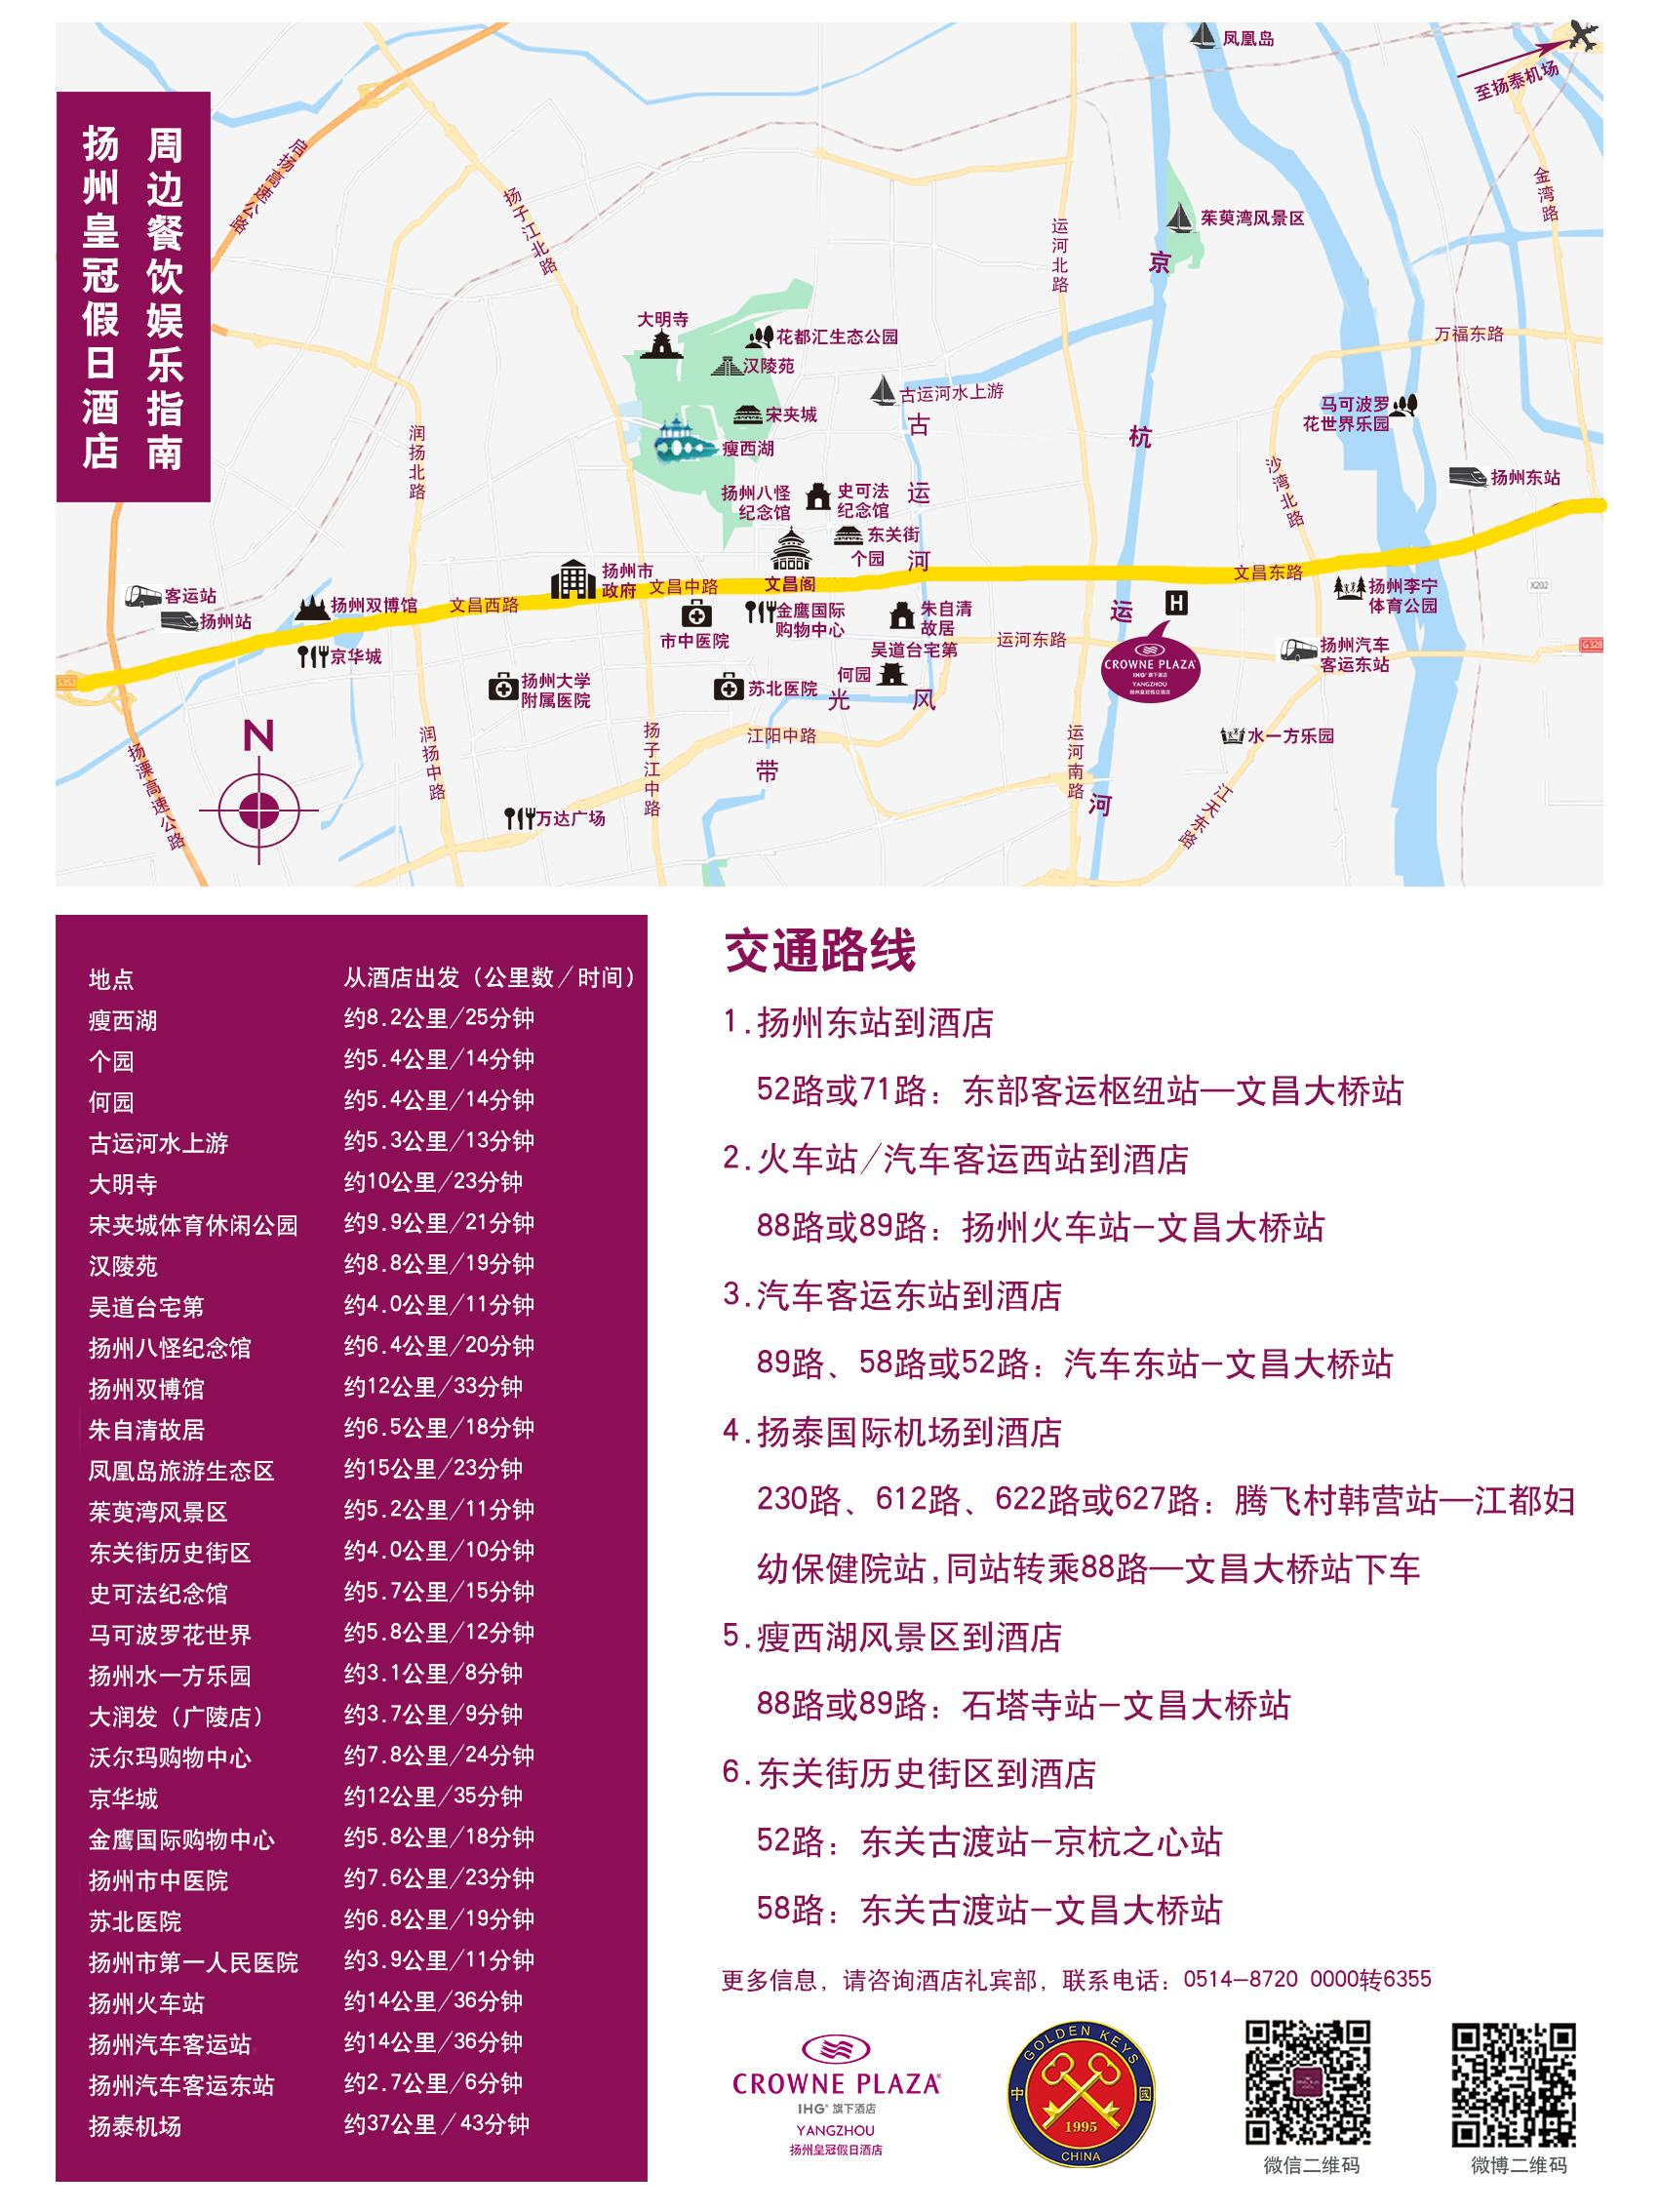 周边餐饮娱乐指南
扬州皇冠假日酒店
凤凰岛
至扬泰机场
启扬高速公路
扬子江北路
运河北路
茱萸湾风景区
金湾路
京
大明寺
花都汇生态公园
汉陵苑
万福东路
古运河水上游
马可波罗
花世界乐园
宋夹城
古
杭
瘦西湖
润扬北路
沙湾北路
扬州东站
扬州八怪
纪念馆
史可法
纪念馆
运
东关街
个园
河
文昌东路
扬州市
政府
文昌中路
文昌阁
扬州李宁
体育公园
X202
客运站
扬州站
扬州双博馆
文昌西路
金鹰国际
购物中心
朱自清
故居
运
H
市中医院
吴道台宅第
运河东路
扬州汽车
客运东站
G328
京华城
CROWNE PLAZA
IHG® 旗下酒店
YANGZHOU
扬州皇冠假日酒店
S353
扬州大学
附属医院
苏北医院
何园
光
风
N
润扬中路
扬子江中路
江阳中路
带
运河南路
水一方乐园
扬溧高速公路
万达广场
河
江天东路
地点 从酒店出发（公里数/时间）
瘦西湖 约8.2公里/25分钟
个园 约5.4公里/14分钟
何园 约5.4公里/14分钟
古运河水上游 约5.3公里/13分钟
大明寺 约10公里/23分钟
宋夹城体育休闲公园 约9.9公里/21分钟
汉陵苑 约8.8公里/19分钟
吴道台宅第 约4.0公里/11分钟
扬州八怪纪念馆 约6.4公里/20分钟
扬州双博馆 约12公里/33分钟
朱自清故居 约6.5公里/18分钟
凤凰岛旅游生态区 约15公里/23分钟
茱萸湾风景区 约5.2公里/11分钟
东关街历史街区 约4.0公里/10分钟
史可法纪念馆 约5.7公里/15分钟
马可波罗花世界 约5.8公里/12分钟
扬州水一方乐园 约3.1公里/8分钟
大润发（广陵店） 约3.7公里/9分钟
沃尔玛购物中心 约7.8公里/24分钟
京华城 约12公里/35分钟
金鹰国际购物中心 约5.8公里/18分钟
扬州市中医院 约7.6公里/23分钟
苏北医院 约6.8公里/19分钟
扬州市第一人民医院 约3.9公里/11分钟
扬州火车站 约14公里/36分钟
扬州汽车客运站 约14公里/36分钟
扬州汽车客运东站 约2.7公里/6分钟
扬泰机场 约37公里/43分钟
交通路线
1.扬州东站到酒店
52路或71路：东部客运枢纽站—文昌大桥站
2.火车站/汽车客运西站到酒店
88路或89路：扬州火车站-文昌大桥站
3.汽车客运东站到酒店
89路、58路或52路：汽车东站-文昌大桥站
4.扬泰国际机场到酒店
230路、612路、622路或627路：腾飞村韩营站—江都妇
幼保健院站,同站转乘88路—文昌大桥站下车
5.瘦西湖风景区到酒店
88路或89路：石塔寺站-文昌大桥站
6.东关街历史街区到酒店
52路：东关古渡站-京杭之心站
58路：东关古渡站-文昌大桥站
更多信息，请咨询酒店礼宾部，联系电话：0514-8720 0000转6355
CROWNE PLAZA®
IHG® 旗下酒店
YANGZHOU
扬州皇冠假日酒店
GOLDEN KEYS
中 國
1995
CHINA
微信二维码
微博二维码